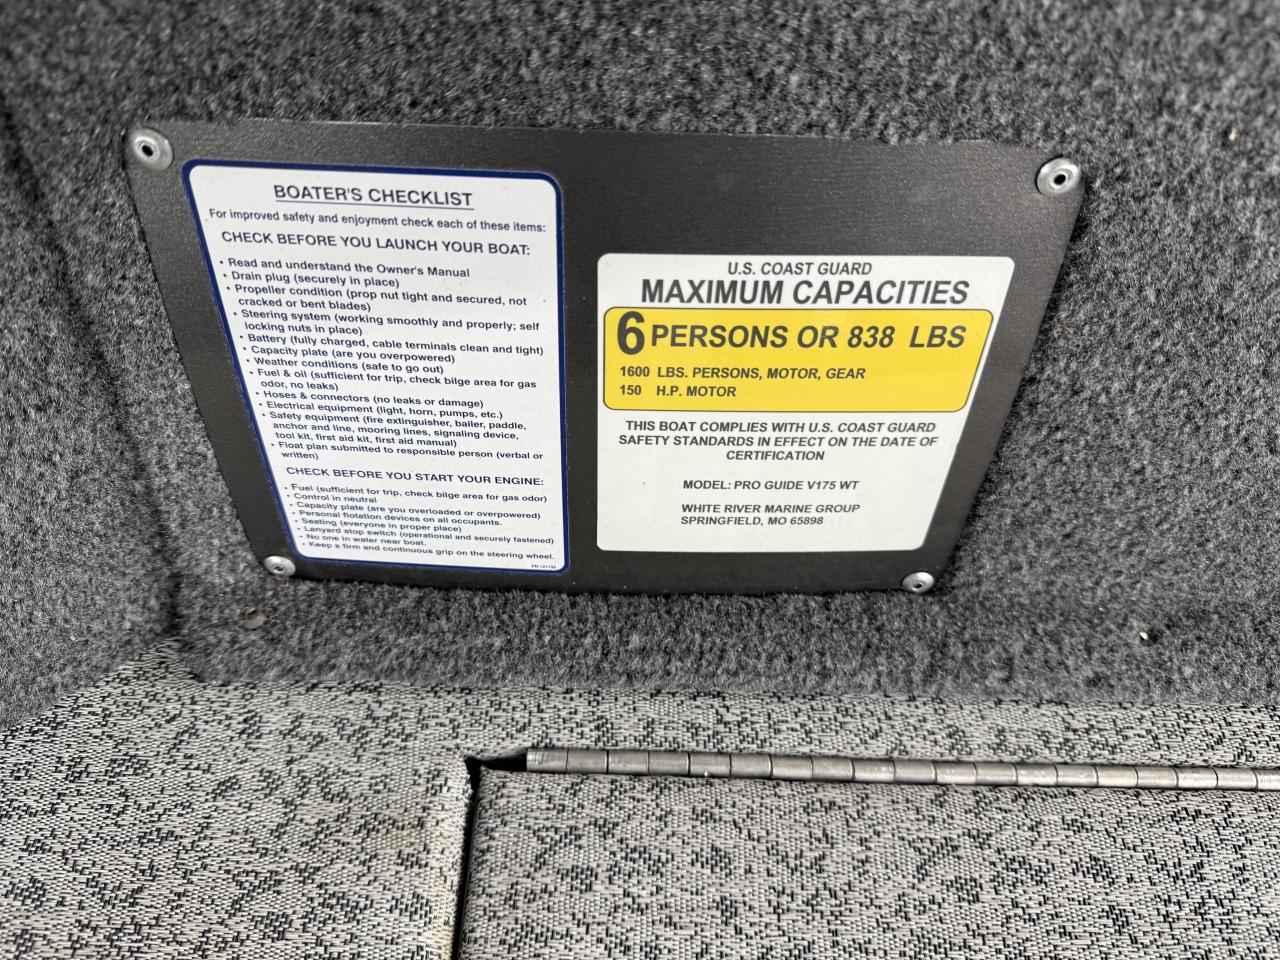 BOATER'S CHECKLIST
For improved safety and enjoyment check each of these items:
CHECK BEFORE YOU LAUNCH YOUR BOAT:
• Read and understand the Owner's Manual
• Drain plug (securely in place)
• Propeller condition (prop nut tight and secured, not
cracked or bent blades)
• Steering system (working smoothly and properly; self
locking nuts in place)
• Battery (fully charged, cable terminals clean and tight)
• Capacity plate (are you overpowered)
• Weather conditions (safe to go out)
• Fuel & oil (sufficient for trip, check bilge area for gas
odor, no leaks)
• Hoses & connectors (no leaks or damage)
• Electrical equipment (light, horn, pumps, etc.)
• Safety equipment (fire extinguisher, bailer, paddle,
anchor and line, mooring lines, signaling device,
tool kit, first aid kit, first aid manual)
• Float plan submitted to responsible person (verbal or
written)
CHECK BEFORE YOU START YOUR ENGINE:
• Fuel (sufficient for trip, check bilge area for gas odor)
• Control in neutral
• Capacity plate (are you overloaded or overpowered)
• Personal flotation devices on all occupants.
• Seating (everyone in proper place)
• Lanyard stop switch (operational and securely fastened)
• No one in water near boat.
• Keep a firm and continuous grip on the steering wheel.
U.S. COAST GUARD
MAXIMUM CAPACITIES
6 PERSONS OR 838 LBS
1600 LBS. PERSONS, MOTOR, GEAR
150 H.P. MOTOR
THIS BOAT COMPLIES WITH U.S. COAST GUARD
SAFETY STANDARDS IN EFFECT ON THE DATE OF
CERTIFICATION
MODEL: PRO GUIDE V175 WT
WHITE RIVER MARINE GROUP
SPRINGFIELD, MO 65898